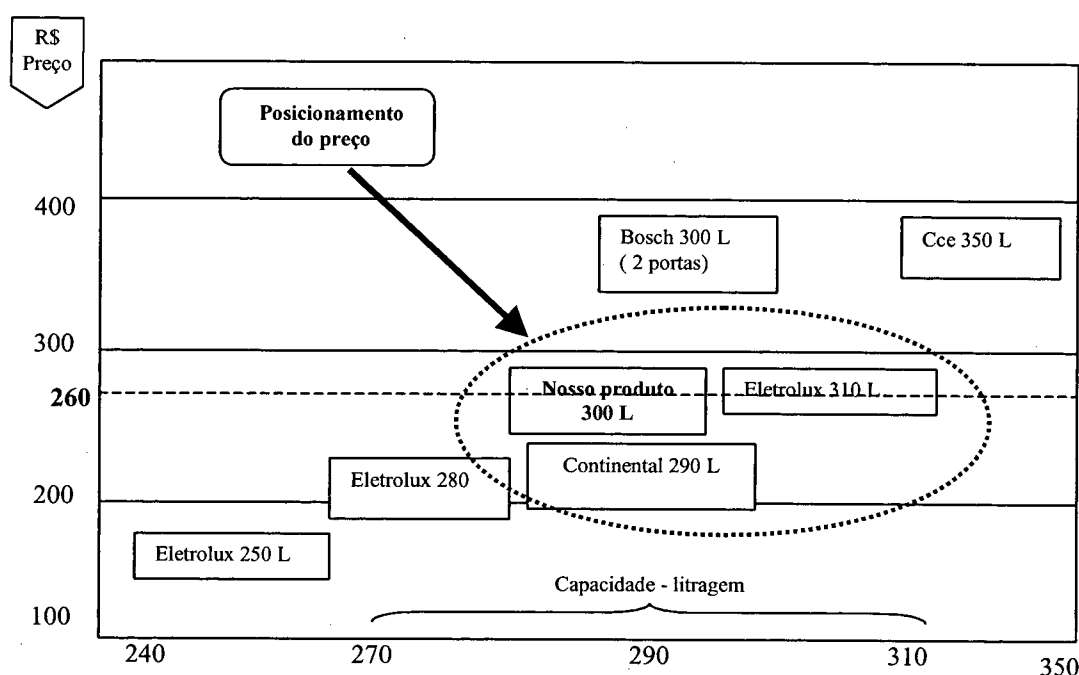 R$
Preço
Posicionamento
do preço
400
Bosch 300 L
( 2 portas)
Cce 350 L
300
260
Nosso produto
300 L
Eletrolux 310 L
Continental 290 L
Eletrolux 280
200
Eletrolux 250 L
Capacidade - litragem
100
240
270
290
310
350